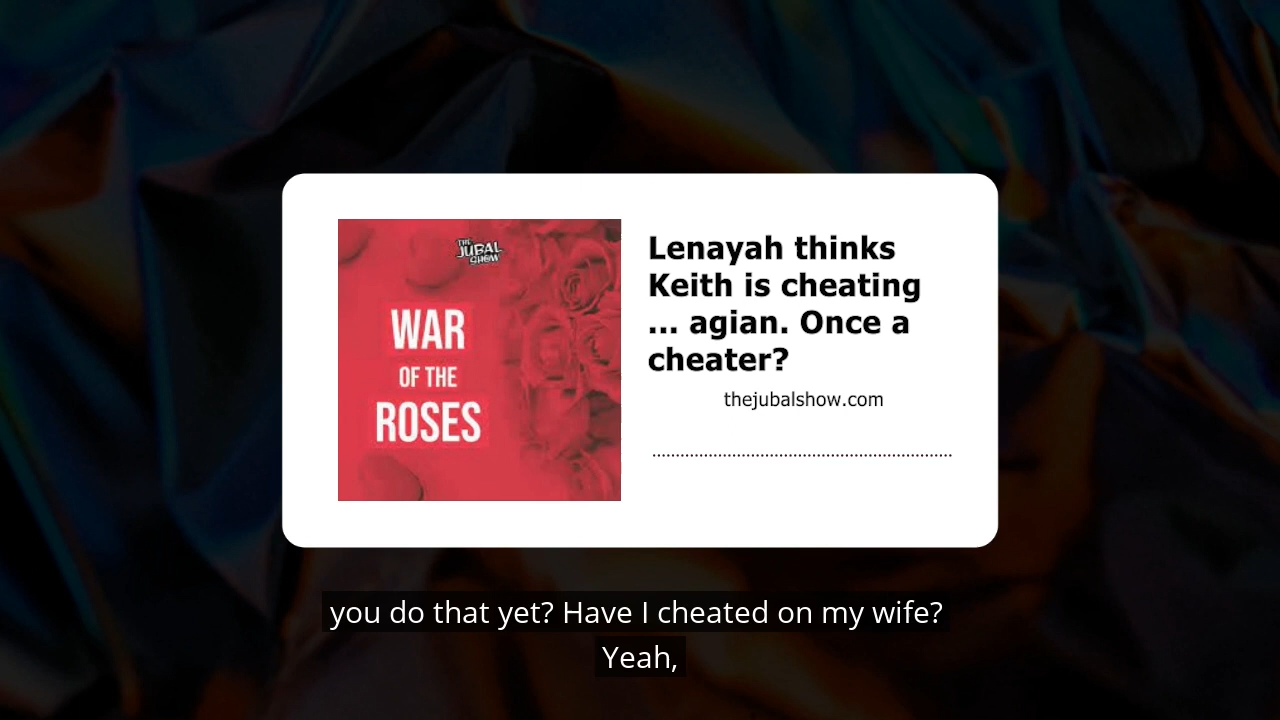 THE
JUBAL
SHOW
WAR
OF THE
ROSES
Lenayah thinks
Keith is cheating
... agian. Once a
cheater?
thejubalshow.com
you do that yet? Have I cheated on my wife?
Yeah,